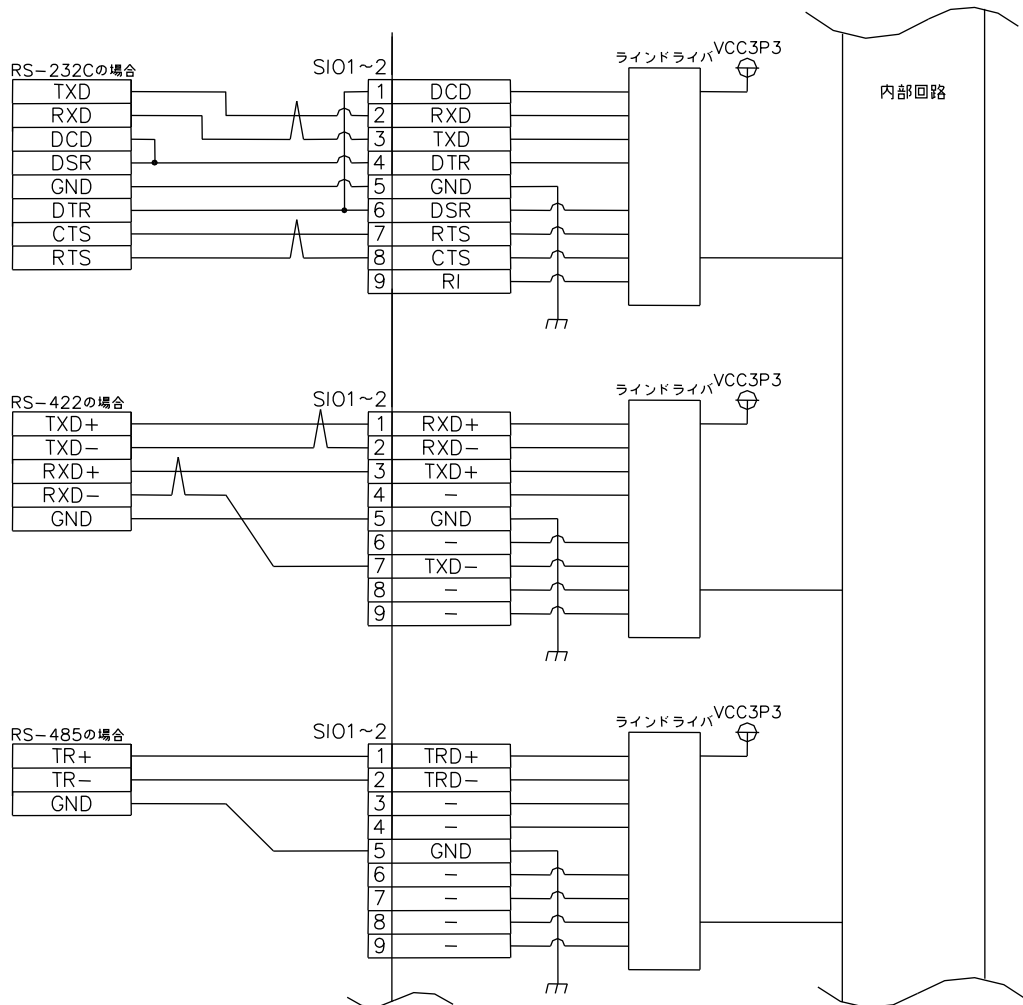 RS-232Cの場合
TXD
RXD
DCD
DSR
GND
DTR
CTS
RTS
SIO1~2
1 DCD
2 RXD
3 TXD
4 DTR
5 GND
6 DSR
7 RTS
8 CTS
9 RI
ラインドライバ
VCC3P3
内部回路
RS-422の場合
TXD+
TXD-
RXD+
RXD-
GND
SIO1~2
1 RXD+
2 RXD-
3 TXD+
4 -
5 GND
6 -
7 TXD-
8 -
9 -
ラインドライバ
VCC3P3
RS-485の場合
TR+
TR-
GND
SIO1~2
1 TRD+
2 TRD-
3 -
4 -
5 GND
6 -
7 -
8 -
9 -
ラインドライバ
VCC3P3